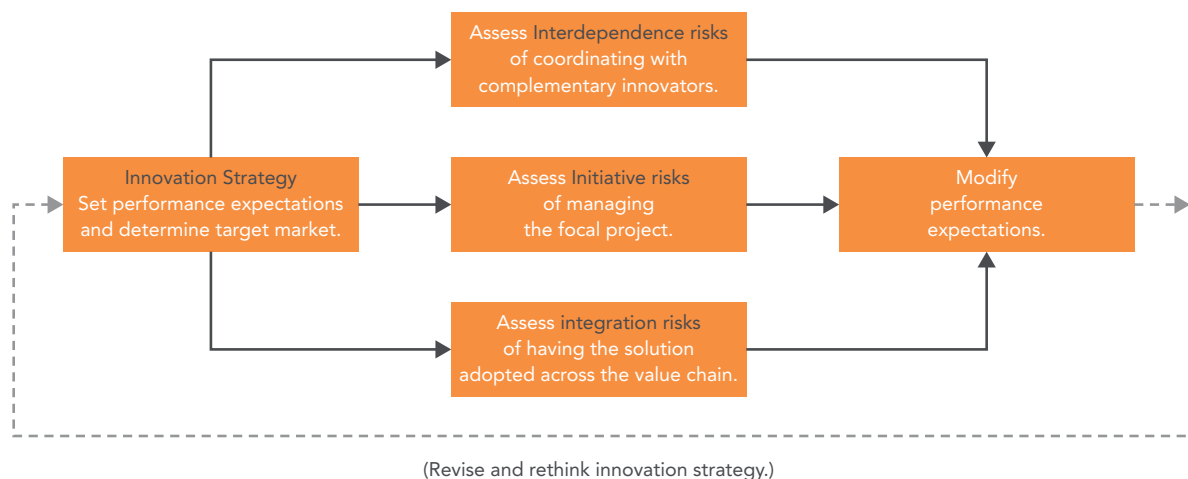 Assess Interdependence risks
of coordinating with
complementary innovators.
Innovation Strategy
Set performance expectations
and determine target market.
Assess Initiative risks
of managing
the focal project.
Modify
performance
expectations.
Assess integration risks
of having the solution
adopted across the value chain.
(Revise and rethink innovation strategy.)